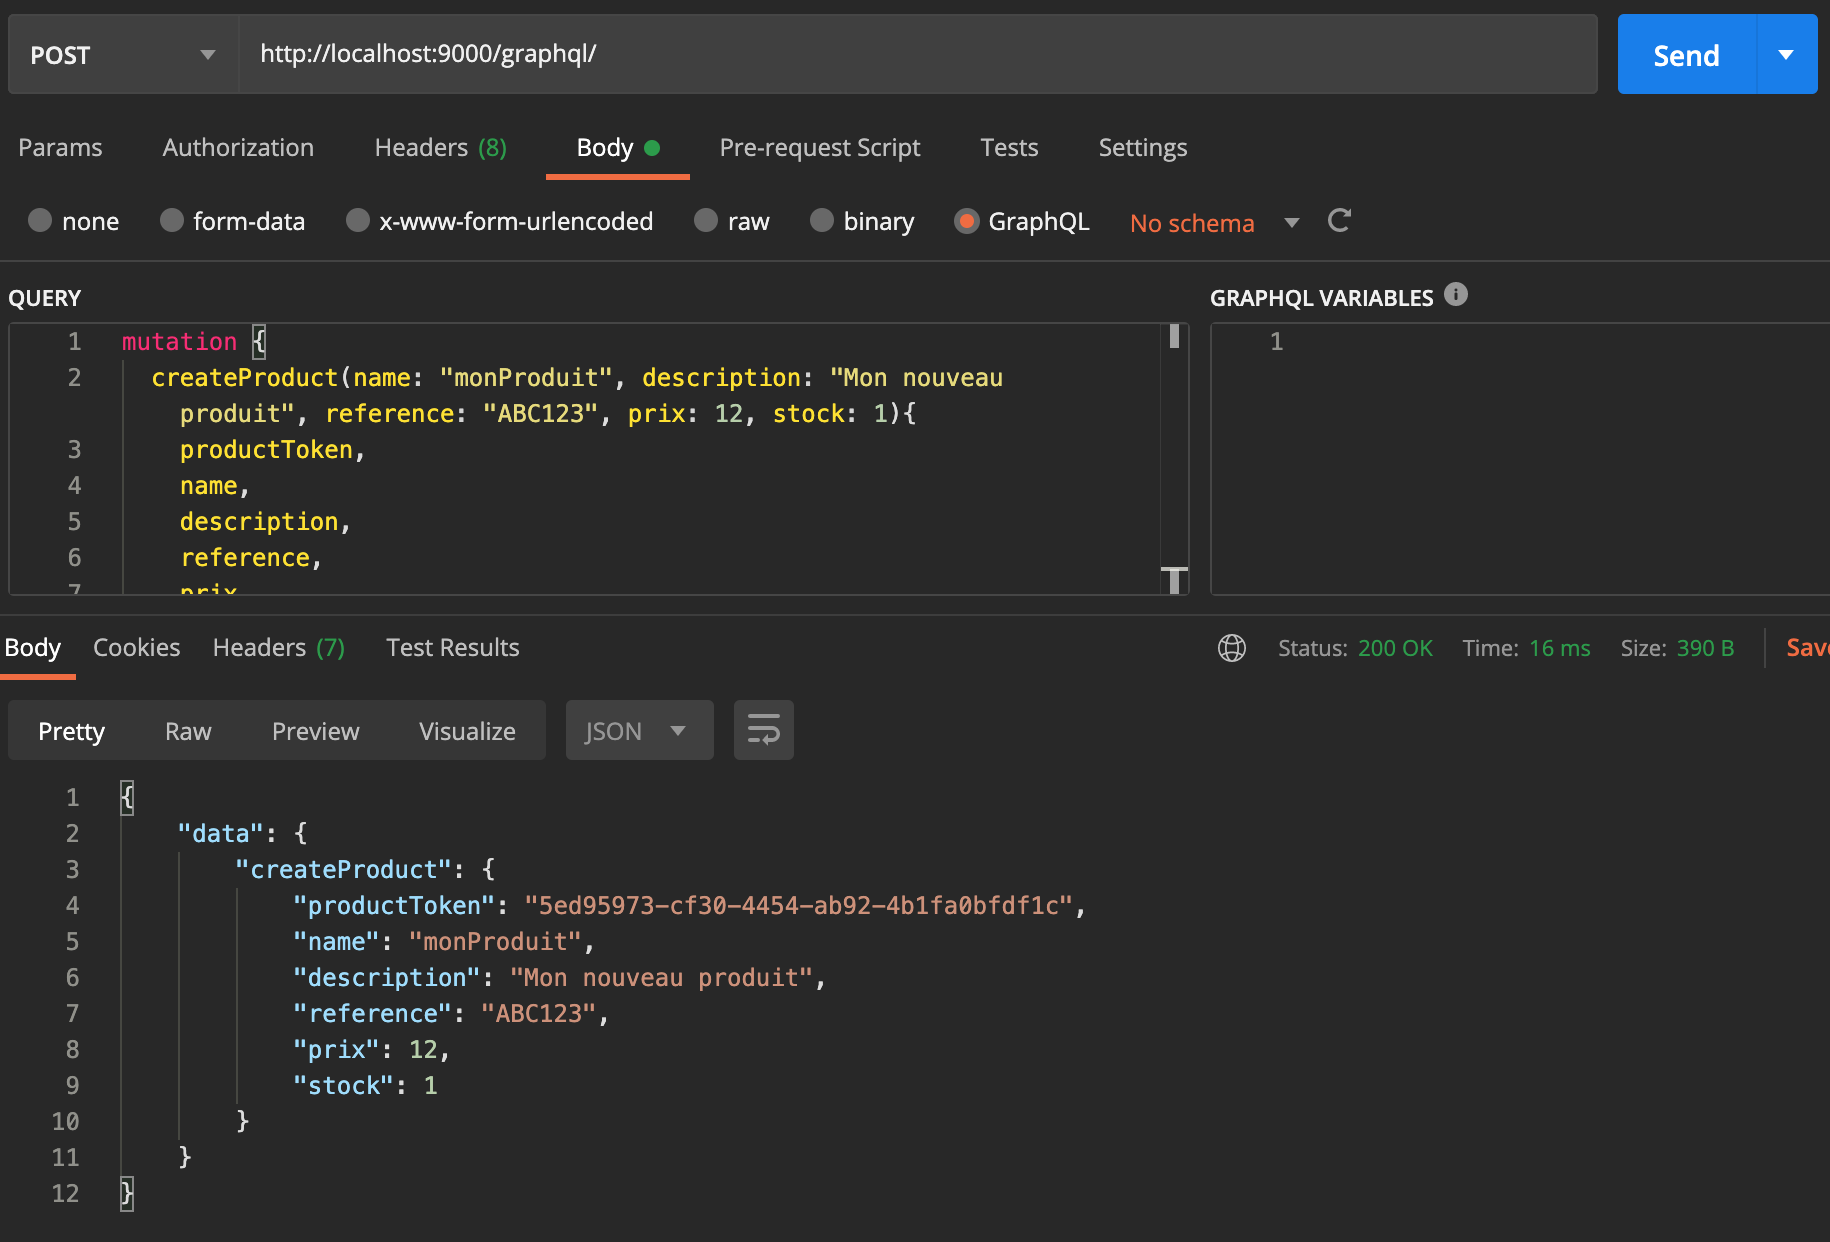 POST http://localhost:9000/graphql/ Send
Params Authorization Headers (8) Body Pre-request Script Tests Settings
none form-data x-www-form-urlencoded raw binary GraphQL No schema
QUERY
1 mutation {
2 createProduct(name: "monProduit", description: "Mon nouveau
produit", reference: "ABC123", prix: 12, stock: 1){
3 productToken,
4 name,
5 description,
6 reference,
7 prix
GRAPHQL VARIABLES
1
Body Cookies Headers (7) Test Results Status: 200 OK Time: 16 ms Size: 390 B Save
Pretty Raw Preview Visualize JSON
1 {
2 "data": {
3 "createProduct": {
4 "productToken": "5ed95973-cf30-4454-ab92-4b1fa0bfdf1c",
5 "name": "monProduit",
6 "description": "Mon nouveau produit",
7 "reference": "ABC123",
8 "prix": 12,
9 "stock": 1
10 }
11 }
12 }